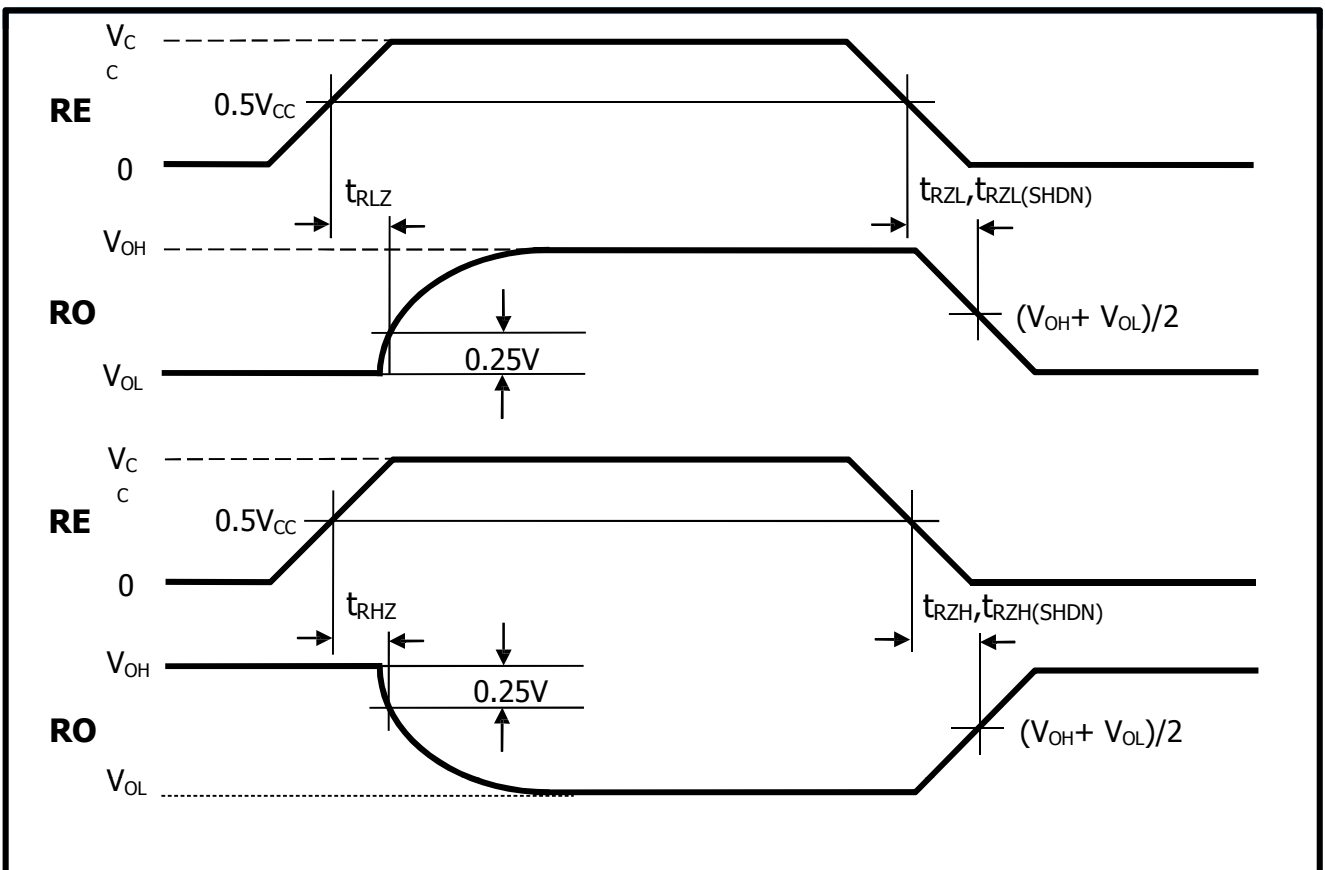 VC
C
RE
0.5VCC
0
tRLZ
tRZL,tRZL(SHDN)
VOH
RO
(VOH+ VOL)/2
0.25V
VOL
VC
C
RE
0.5VCC
0
tRHZ
tRZH,tRZH(SHDN)
VOH
0.25V
RO
(VOH+ VOL)/2
VOL